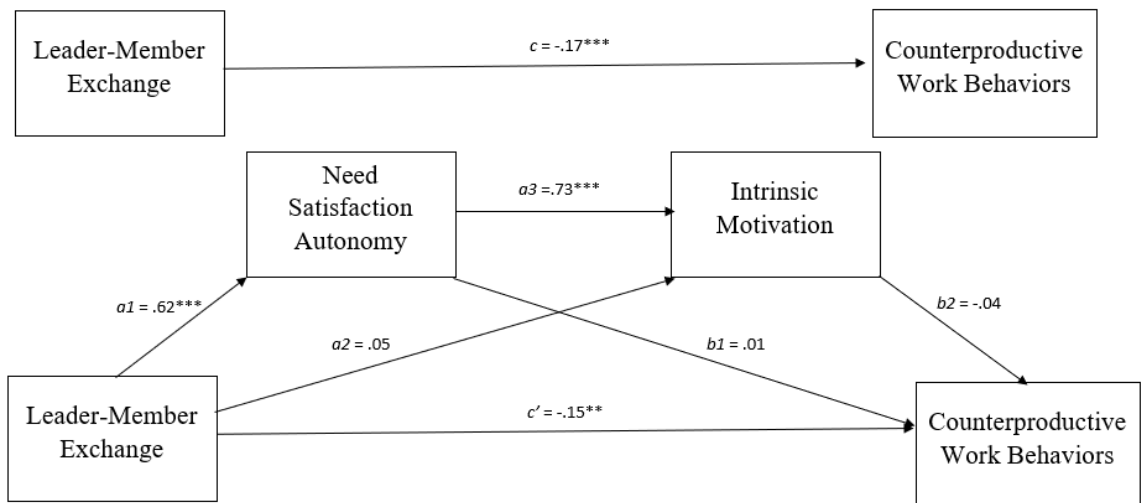 Leader-Member
Exchange
c = -.17***
Counterproductive
Work Behaviors
Need
Satisfaction
Autonomy
a3 =.73***
Intrinsic
Motivation
a1 = .62***
a2 = .05
b1 = .01
b2 = -.04
Leader-Member
Exchange
c' = -.15**
Counterproductive
Work Behaviors